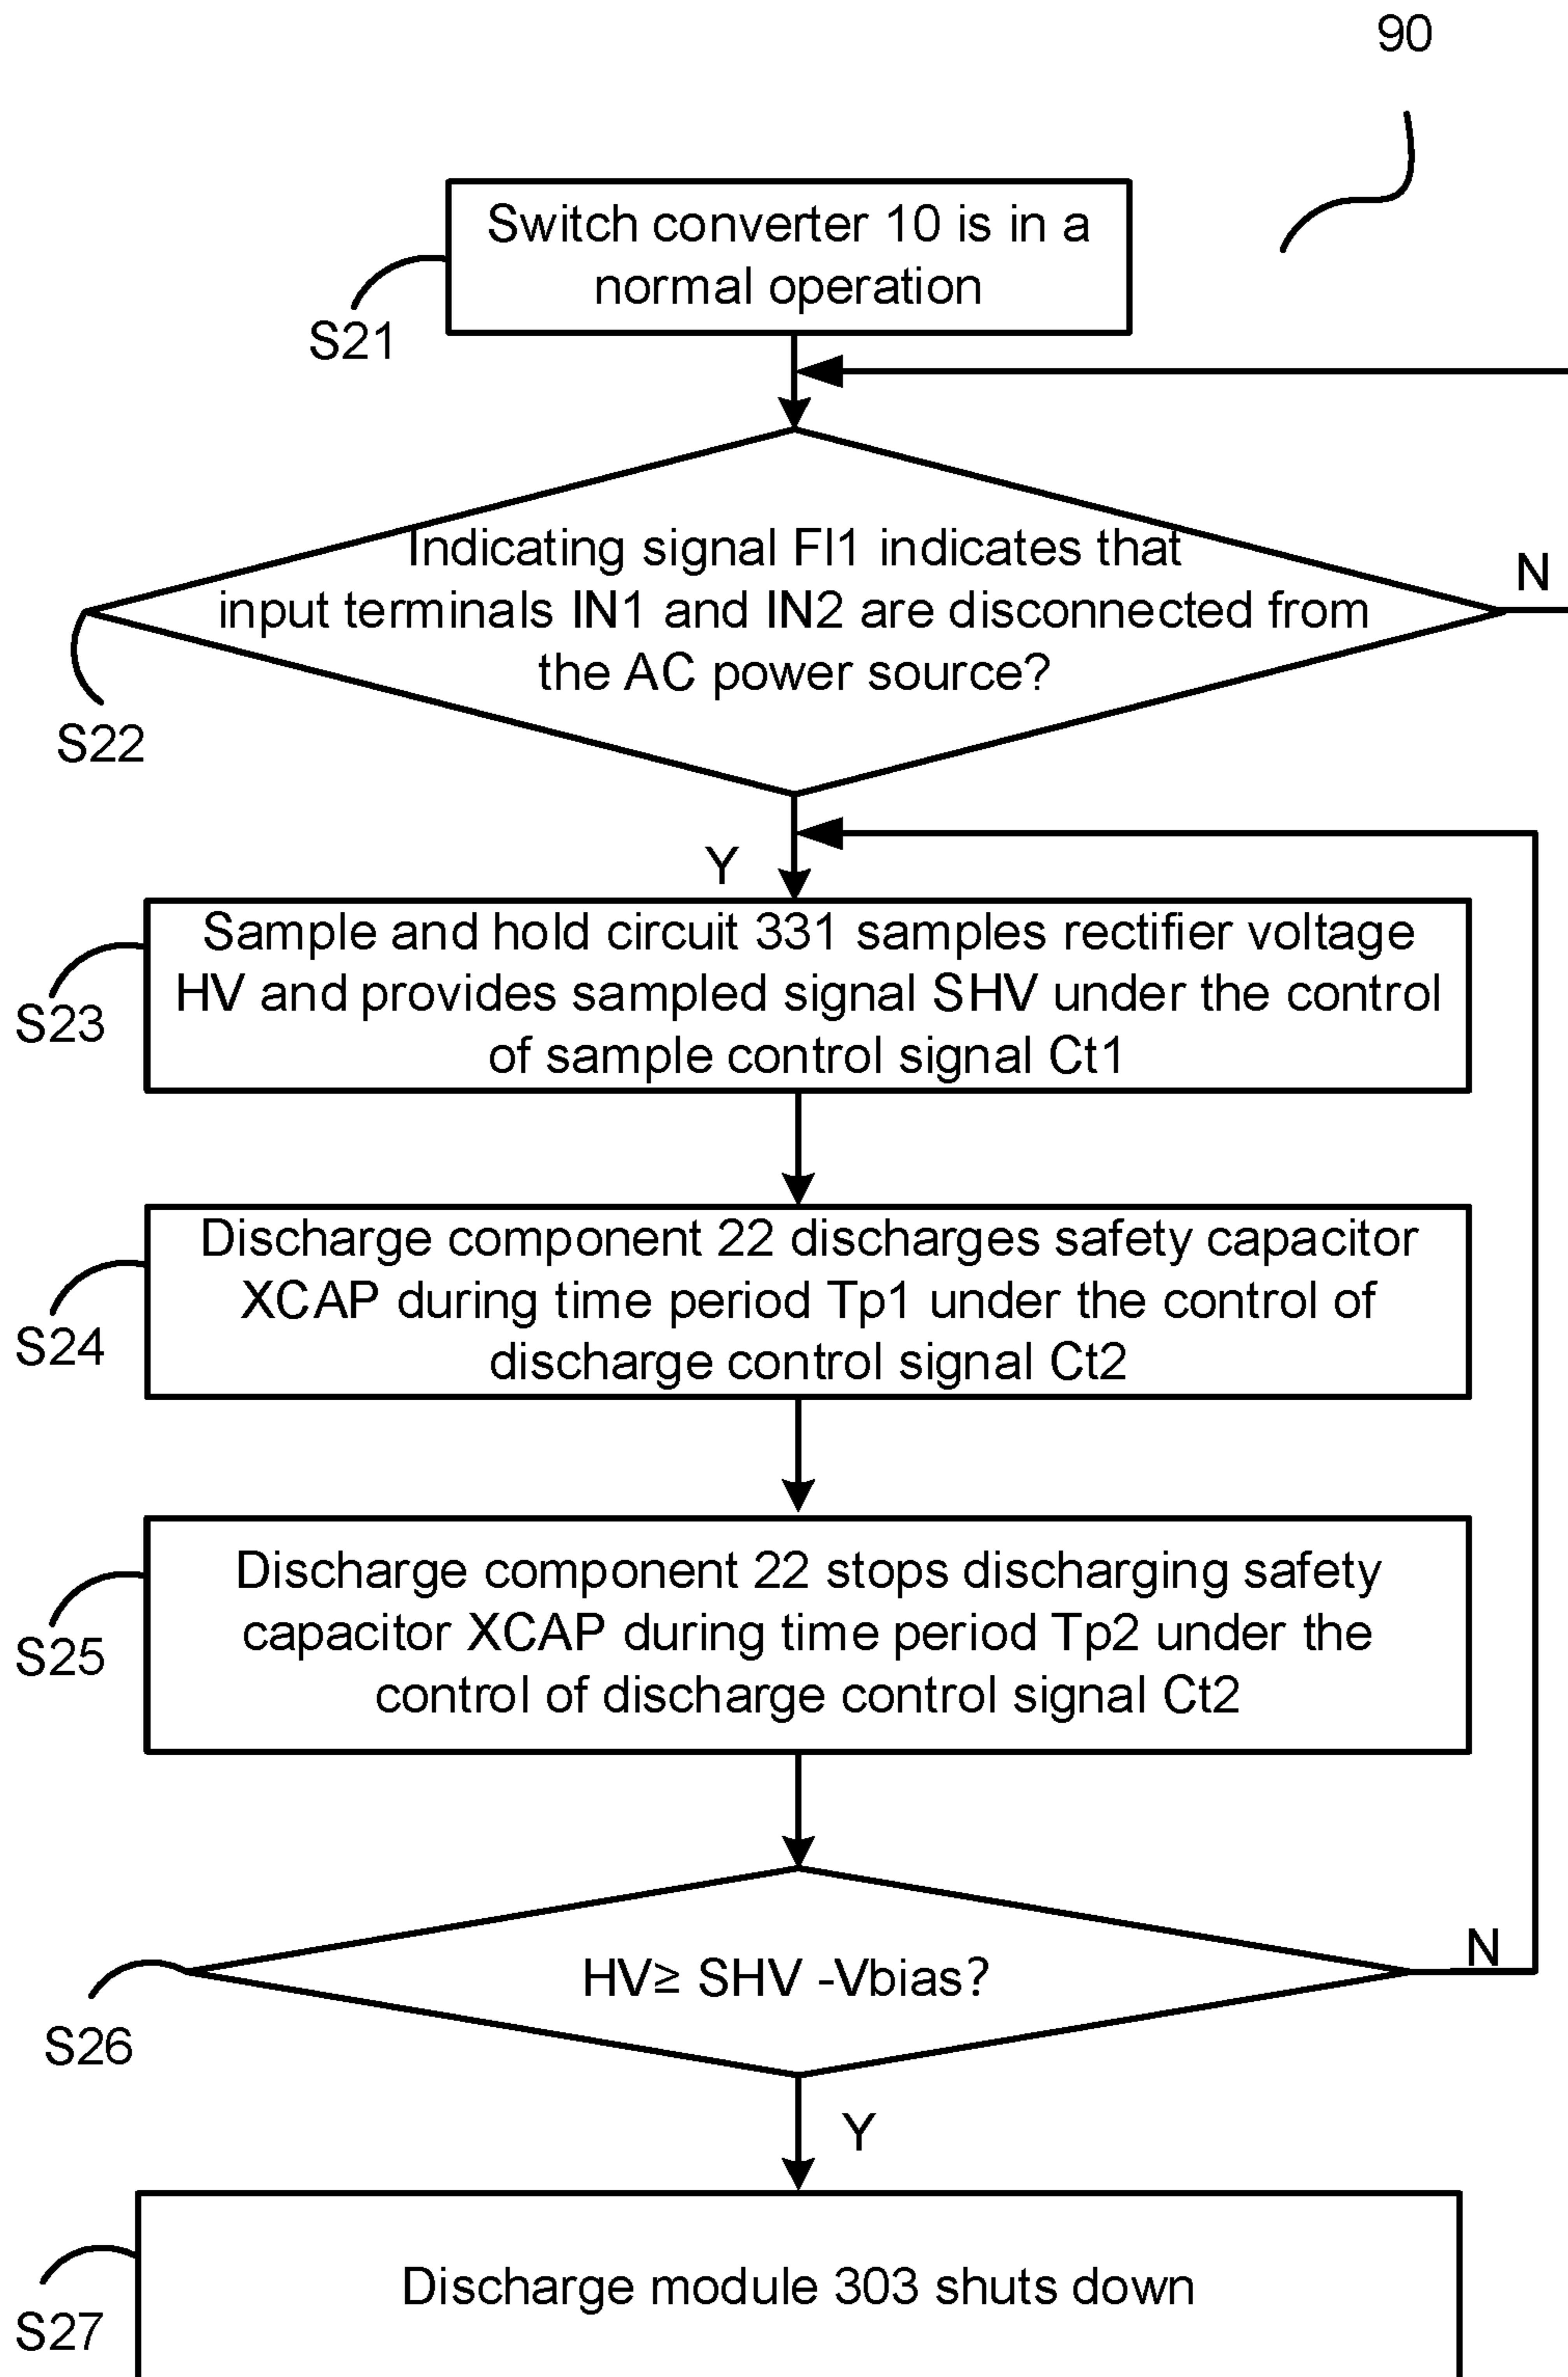 90
Switch converter 10 is in a
normal operation
S21
Indicating signal Fl1 indicates that
input terminals IN1 and IN2 are disconnected from
the AC power source?
N
S22
Y
Sample and hold circuit 331 samples rectifier voltage
HV and provides sampled signal SHV under the control
of sample control signal Ct1
S23
Discharge component 22 discharges safety capacitor
XCAP during time period Tp1 under the control of
discharge control signal Ct2
S24
Discharge component 22 stops discharging safety
capacitor XCAP during time period Tp2 under the
control of discharge control signal Ct2
S25
HV≥ SHV -Vbias?
N
S26
Y
Discharge module 303 shuts down
S27